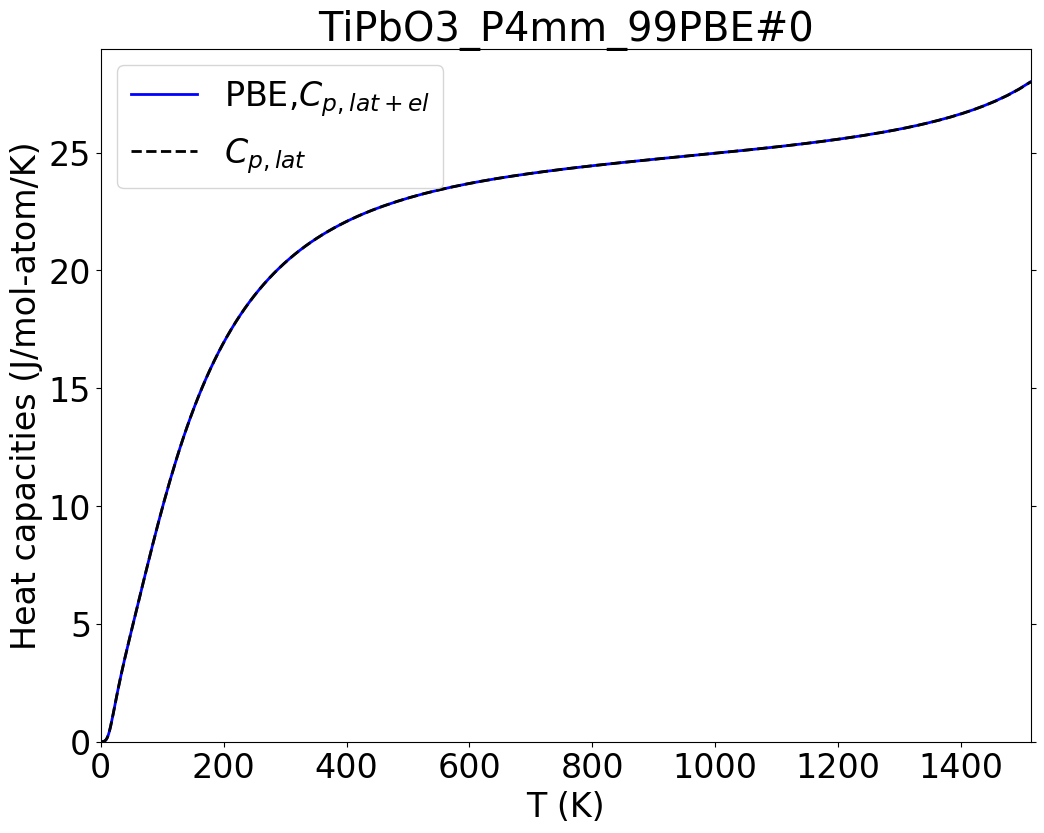 TiPbO3_P4mm_99PBE#0
PBE,C_{p, lat+el}
C_{p, lat}
Heat capacities (J/mol-atom/K)
25
20
15
10
5
0
0 200 400 600 800 1000 1200 1400
T (K)